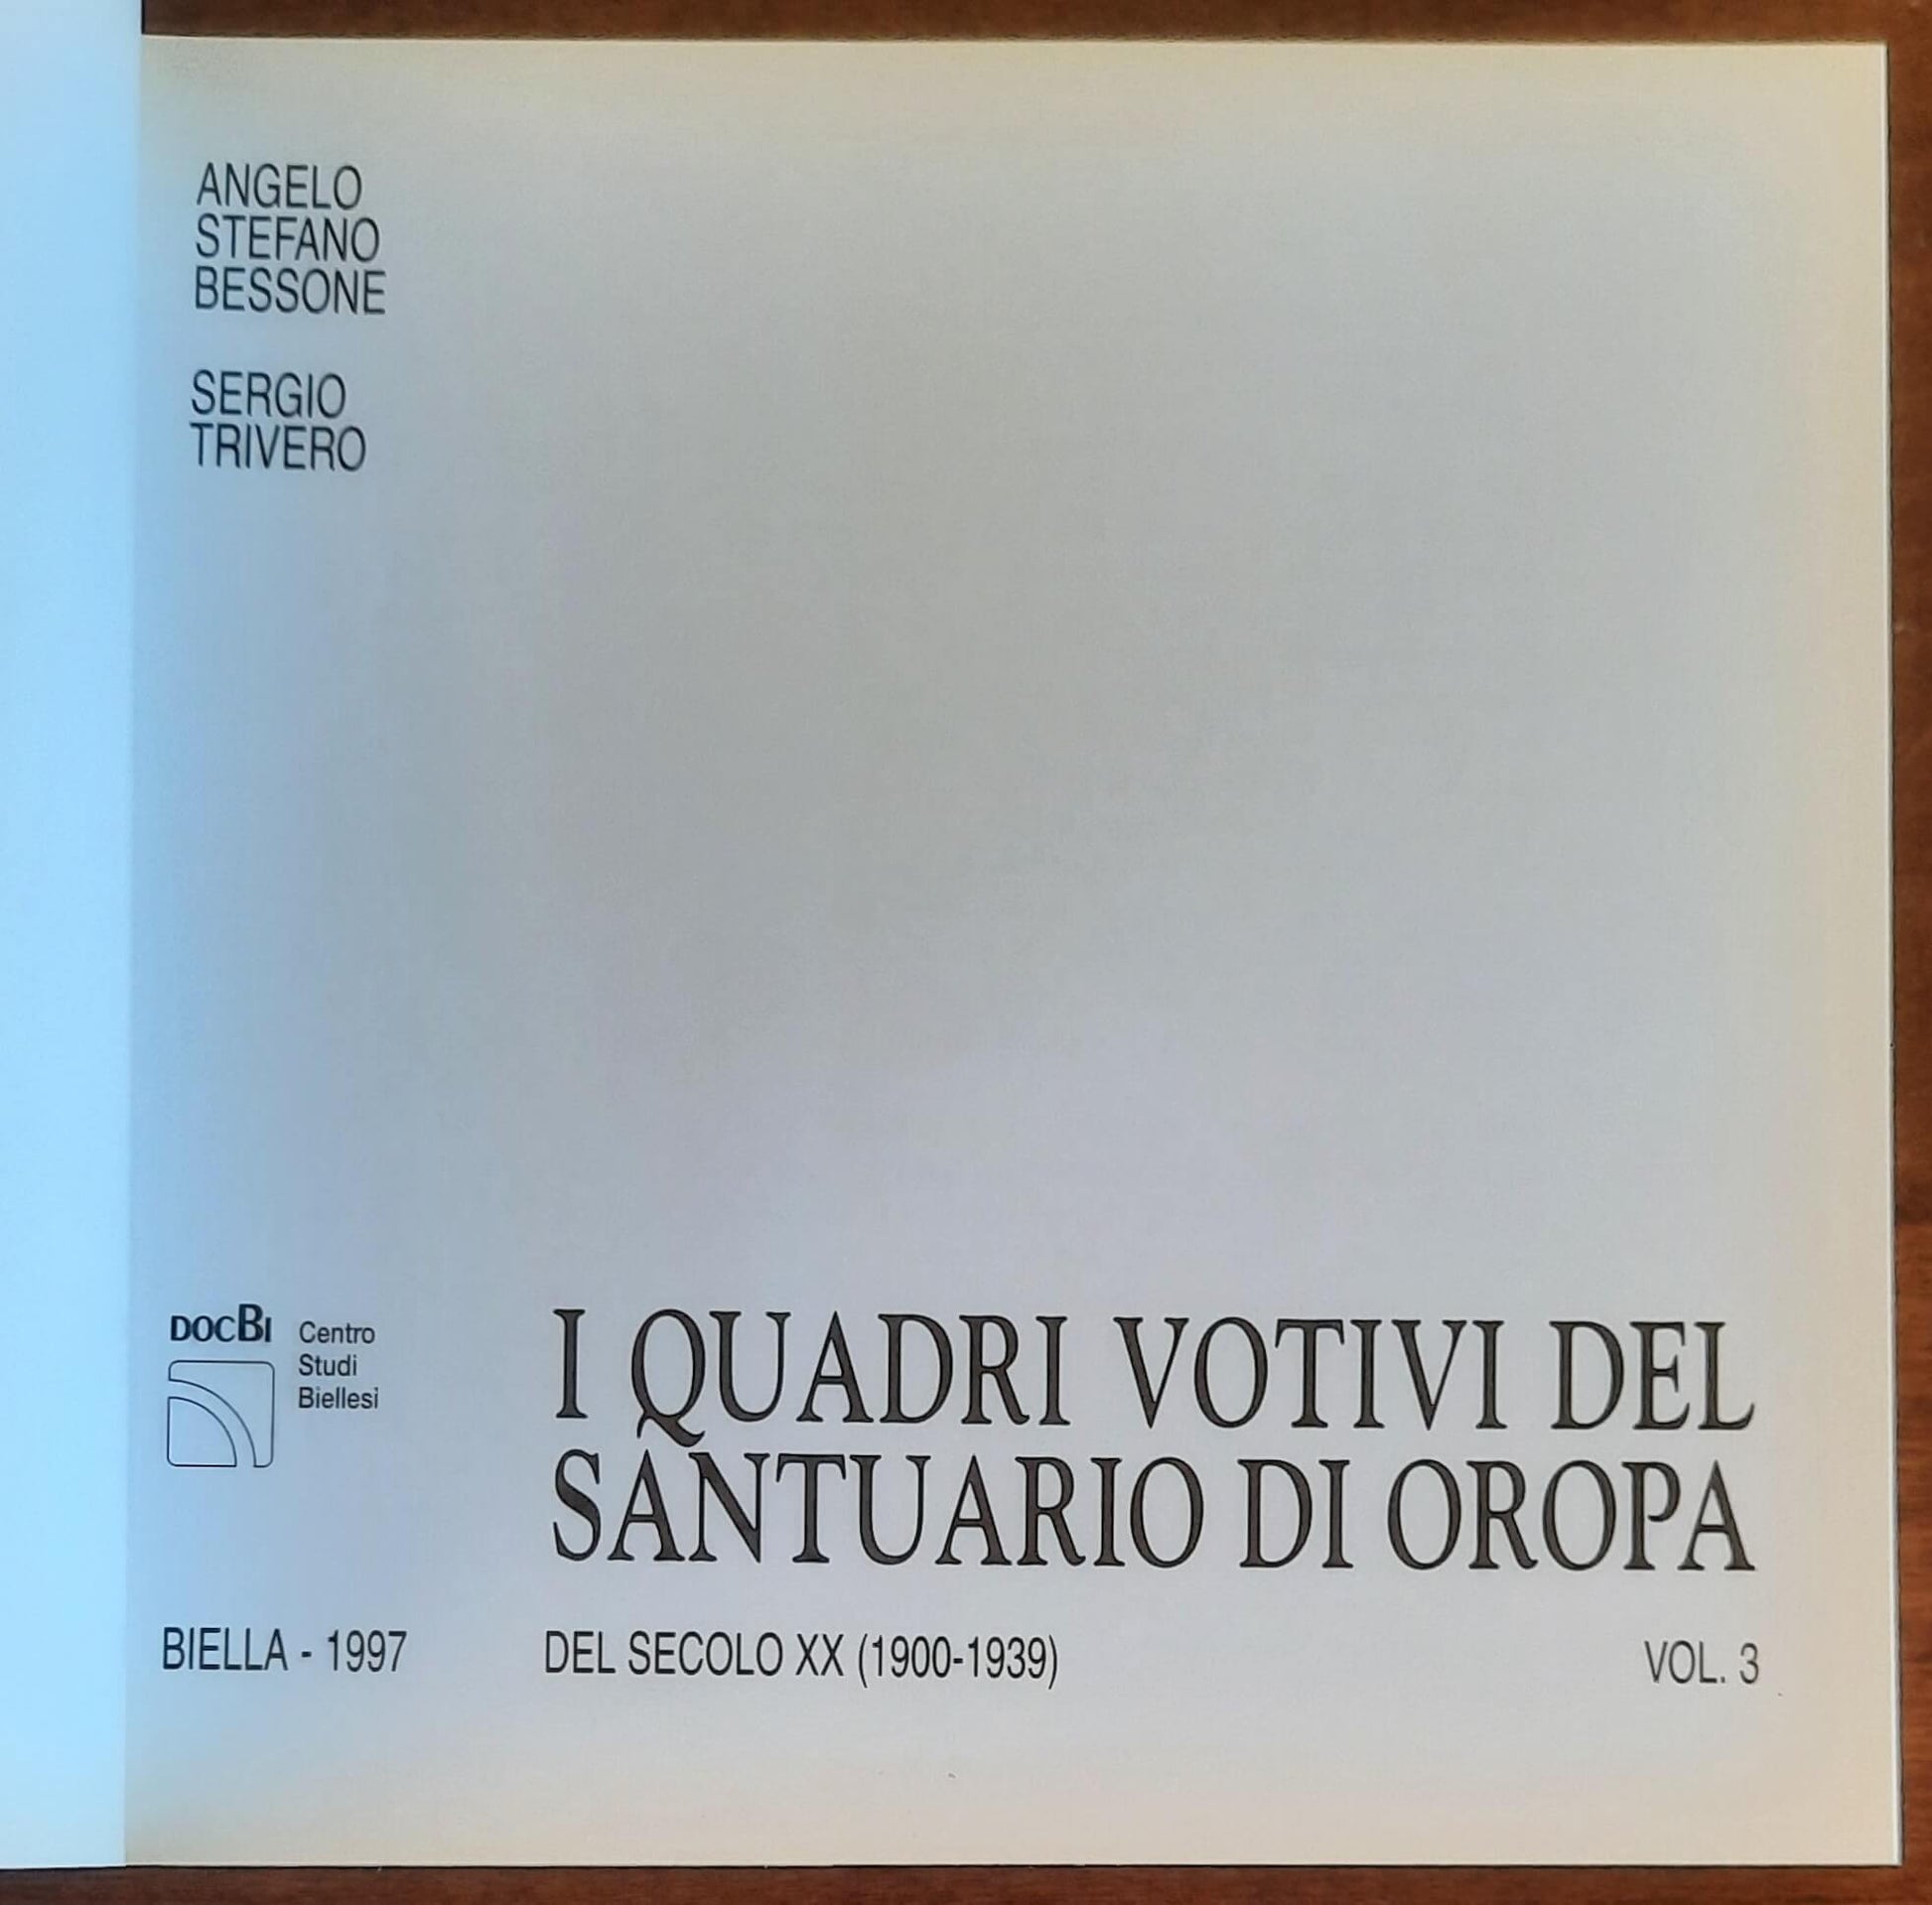 ANGELO
STEFANO
BESSONE
SERGIO
TRIVERO
DOCBI
Centro
Studi
Biellesi
I QUADRI VOTIVI DEL
SANTUARIO DI OROPA
BIELLA - 1997
DEL SECOLO XX (1900-1939)
VOL. 3